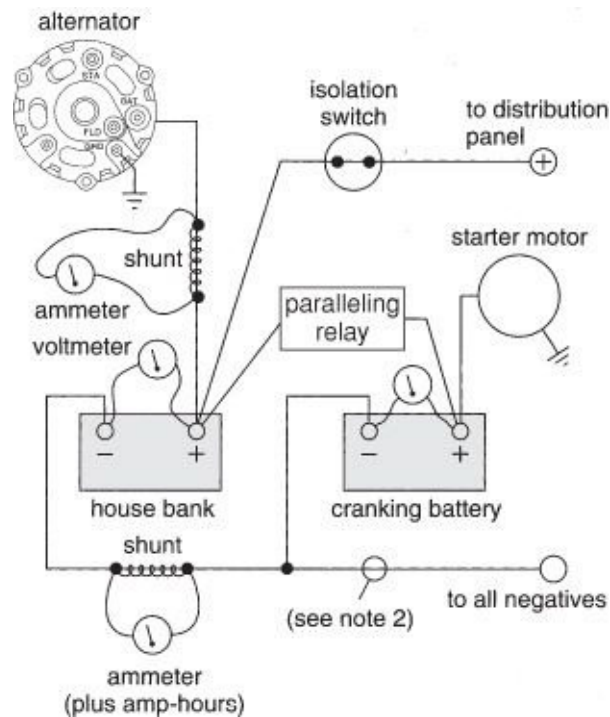 alternator
STA
BAT
FLD
GRD
isolation
switch
to distribution
panel
+
shunt
ammeter
starter motor
paralleling
relay
voltmeter
− +
− +
house bank
cranking battery
shunt
(see note 2)
to all negatives
ammeter
(plus amp-hours)